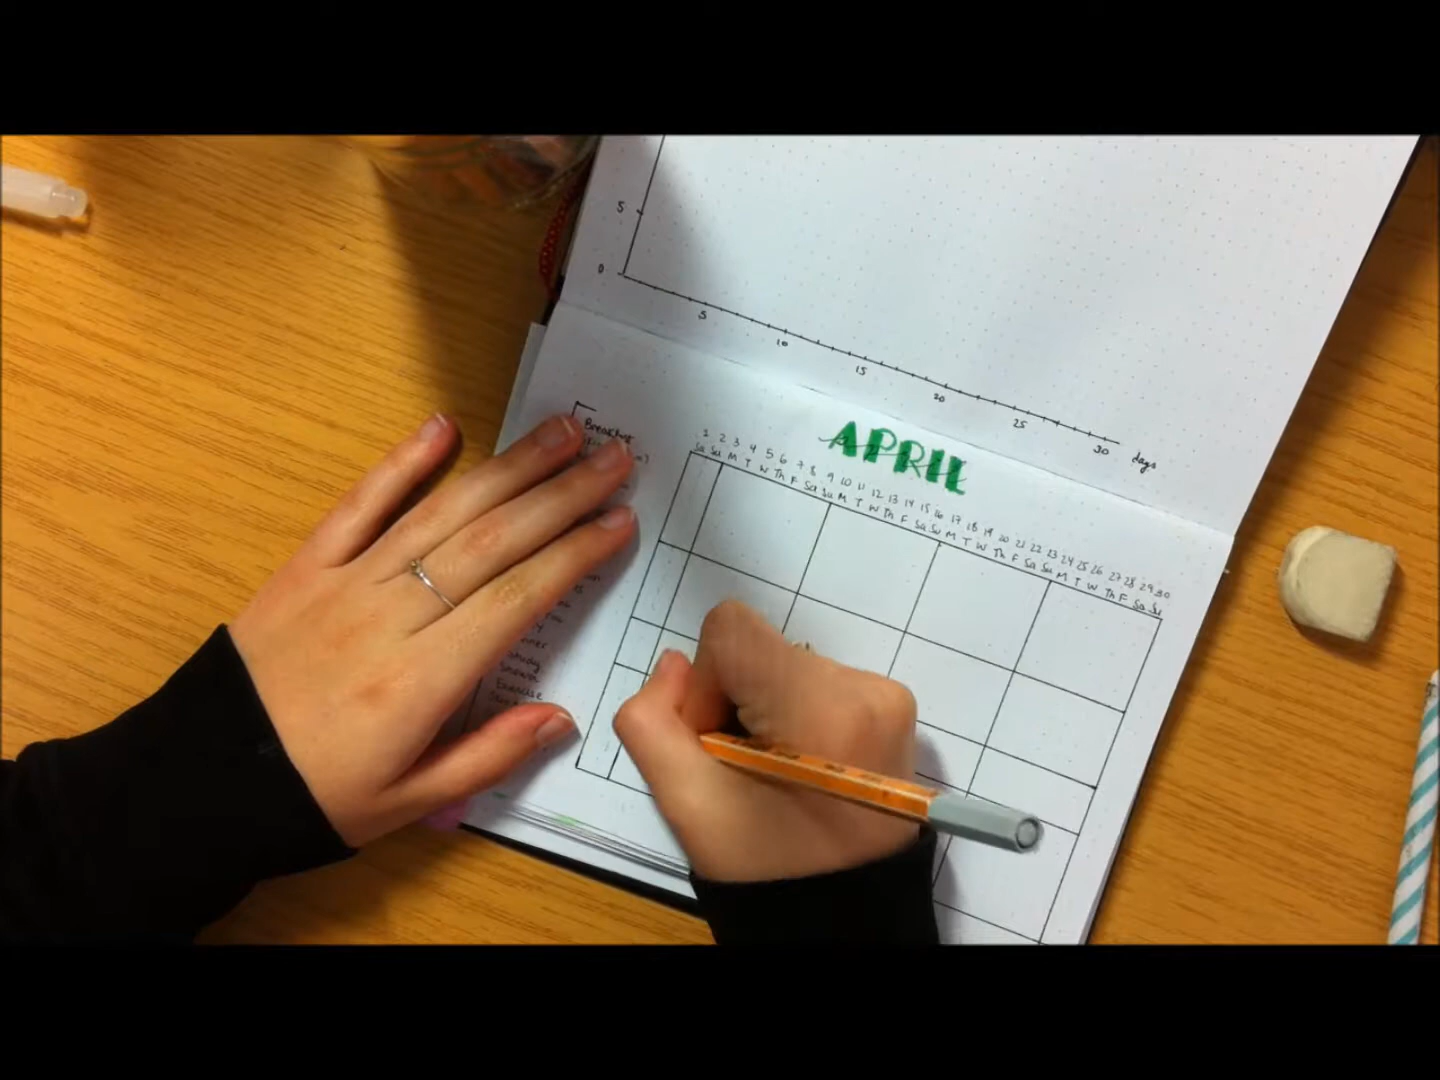 5
0
5
10
15
20
25
30
days
APRIL
1 2 3 4 5 6 7 8 9 10 11 12 13 14 15 16 17 18 19 20 21 22 23 24 25 26 27 28 29 30
Sa Su M T W Th F Sa Su M T W Th F Sa Su M T W Th F Sa Su M T W Th F Sa Su
Breakfast
Study
Shower
Exercise